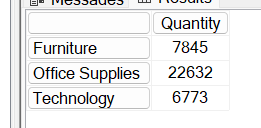 Messages Results
Quantity
Furniture 7845
Office Supplies 22632
Technology 6773